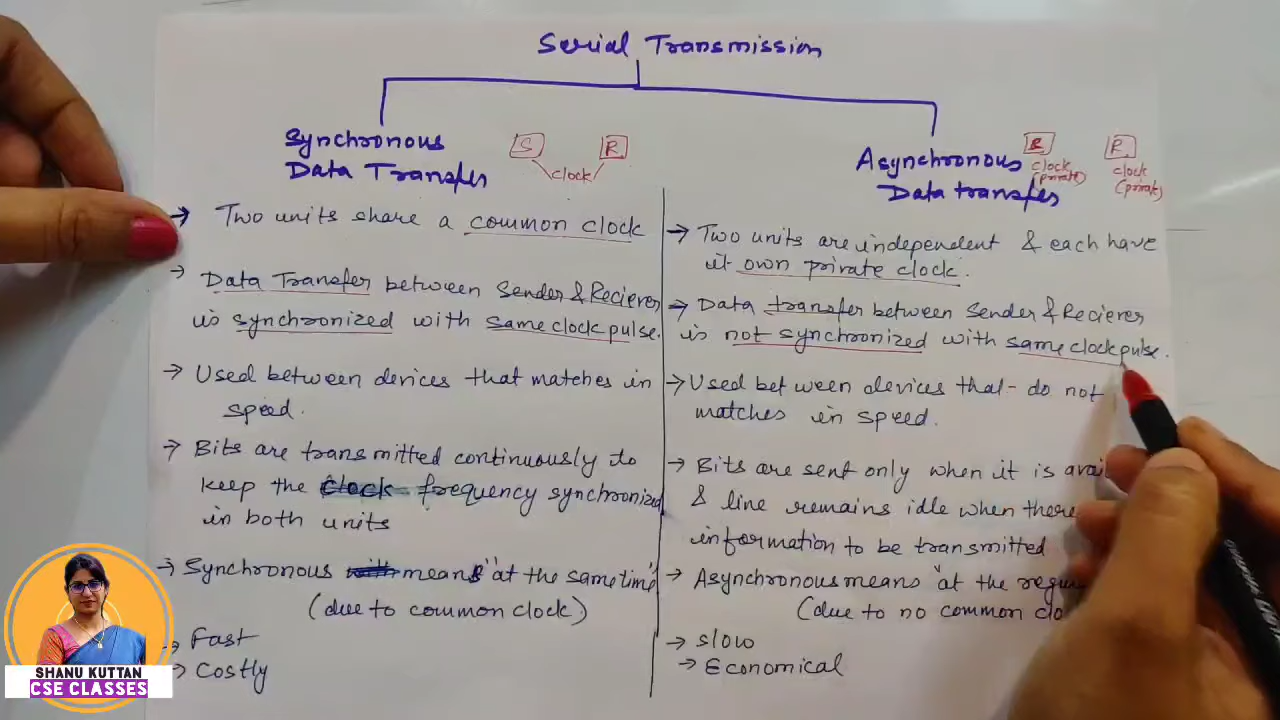 Serial Transmission
Synchronous
Data Transfer
S R
clock
Two units share a common clock
Data Transfer between Sender & Reciever
is synchronized with same clock pulse.
Used between devices that matches in
speed.
Bits are transmitted continuously to
keep the frequency synchronized
in both units
Synchronous means "at the same time"
(due to common clock)
Fast
Costly
Asynchronous
Data transfer
R
clock
(private)
clock
(private)
Two units are independent & each have
it own private clock.
Data transfer between Sender & Reciever
is not synchronized with same clock pulse.
Used between devices that do not
matches in speed.
Bits are sent only when it is
& line remains idle when there
information to be transmitted
Asynchronous means "at the
(due to no common
slow
Economical
SHANU KUTTAN
CSE CLASSES